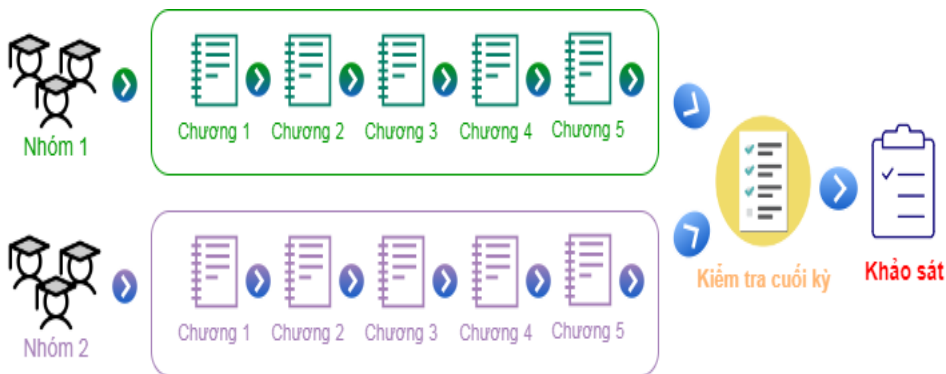 Nhóm 1
Chương 1 Chương 2 Chương 3 Chương 4 Chương 5
Nhóm 2
Chương 1 Chương 2 Chương 3 Chương 4 Chương 5
Kiểm tra cuối kỳ
Khảo sát